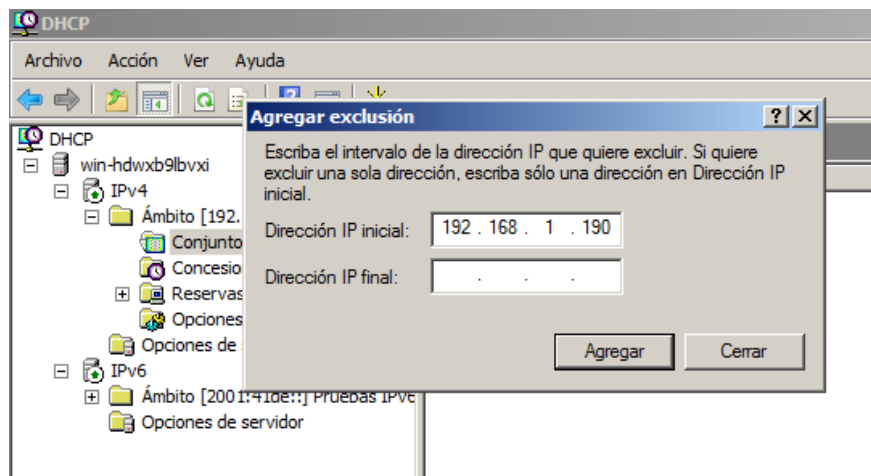 DHCP
Archivo Acción Ver Ayuda
Agregar exclusión
Escriba el intervalo de la dirección IP que quiere excluir. Si quiere
excluir una sola dirección, escriba sólo una dirección en Dirección IP
inicial.
Dirección IP inicial: 192 . 168 . 1 . 190
Dirección IP final: . . .
Agregar Cerrar
DHCP
win-hdwxb9lbvxi
IPv4
Ámbito [192.
Conjunto
Concesio
Reservas
Opciones
Opciones de
IPv6
Ámbito [2001:41de::] Pruebas IPv6
Opciones de servidor